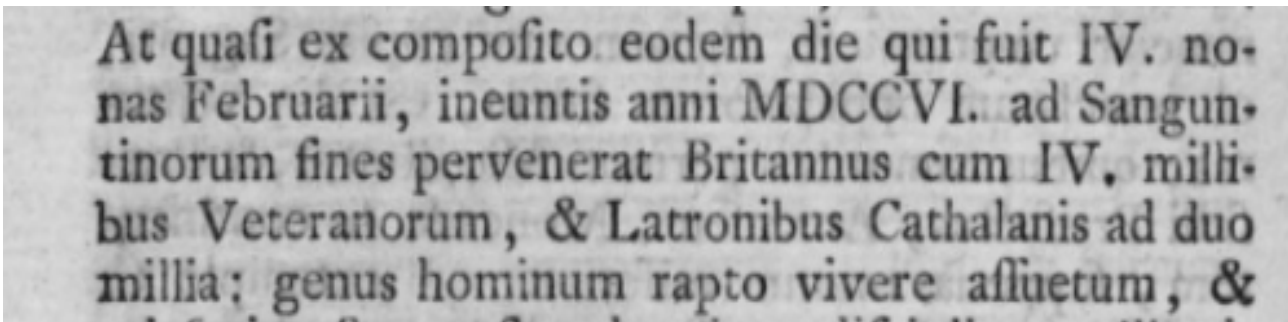 At quaſi ex compoſito eodem die qui fuit IV. no-
nas Februarii, ineuntis anni MDCCVI. ad Sangun-
tinorum fines pervenerat Britannus cum IV. milli-
bus Veteranorum, & Latronibus Cathalanis ad duo
millia: genus hominum rapto vivere aſſuetum, &